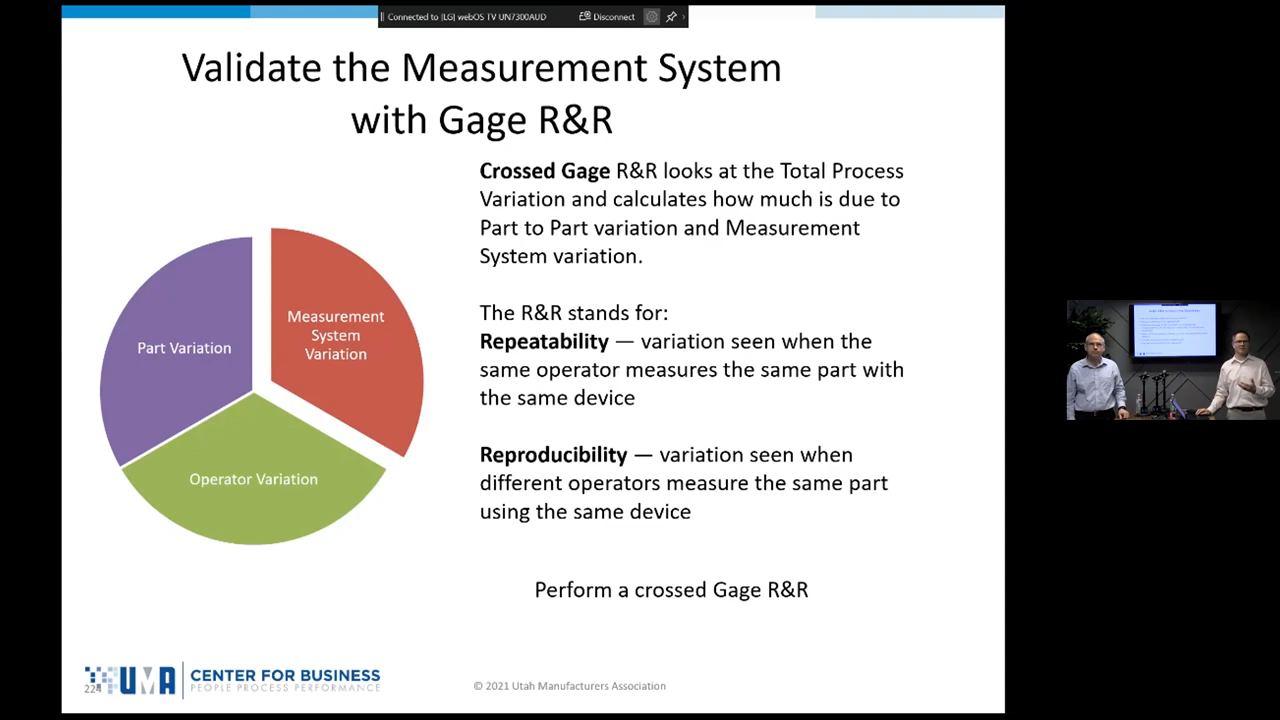 Connected to [LG] webOS TV UN7300AUD
Disconnect
Validate the Measurement System
with Gage R&R
Crossed Gage R&R looks at the Total Process
Variation and calculates how much is due to
Part to Part variation and Measurement
System variation.
The R&R stands for:
Repeatability — variation seen when the
same operator measures the same part with
the same device
Reproducibility — variation seen when
different operators measure the same part
using the same device
Perform a crossed Gage R&R
Part Variation
Measurement
System
Variation
Operator Variation
224
UMA
CENTER FOR BUSINESS
PEOPLE PROCESS PERFORMANCE
© 2021 Utah Manufacturers Association